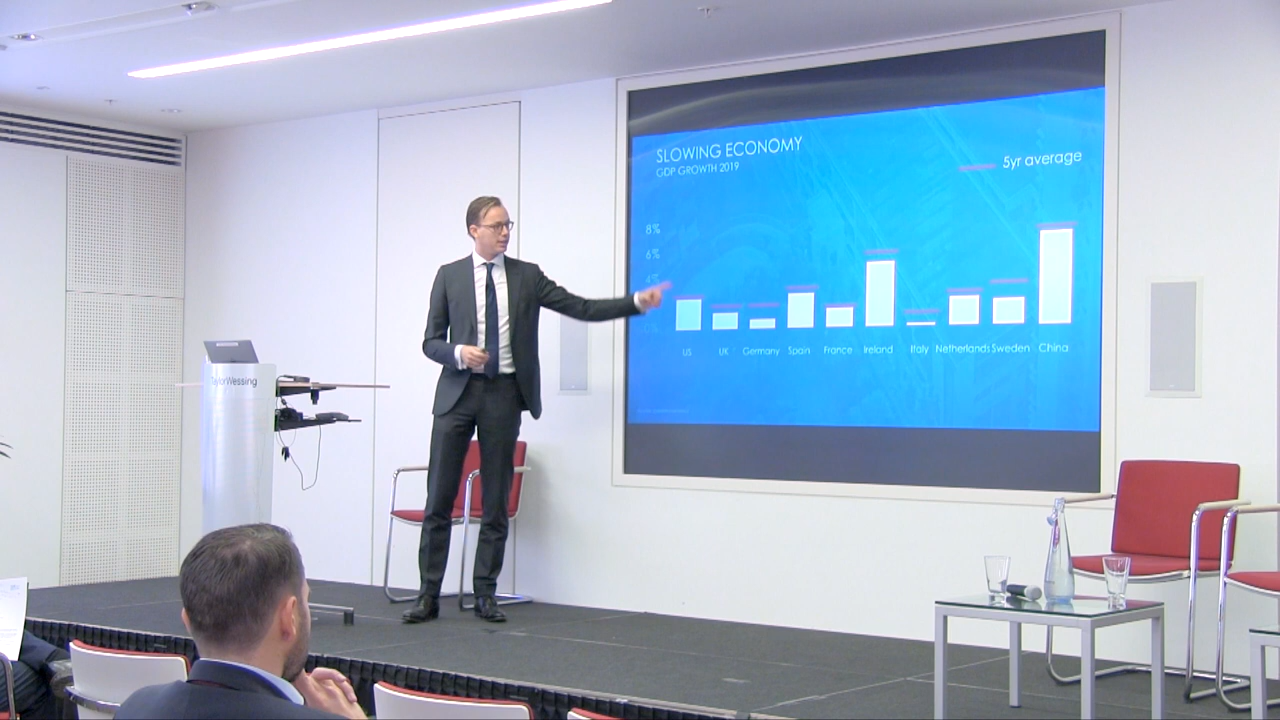 SLOWING ECONOMY
GDP GROWTH 2019
5yr average
8%
6%
4%
US UK Germany Spain France Ireland Italy Netherlands Sweden China
TaylorWessing